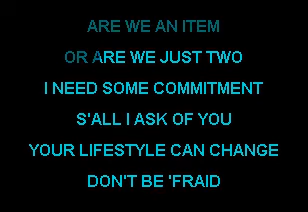 ARE WE AN ITEM
OR ARE WE JUST TWO
I NEED SOME COMMITMENT
S'ALL I ASK OF YOU
YOUR LIFESTYLE CAN CHANGE
DON'T BE 'FRAID